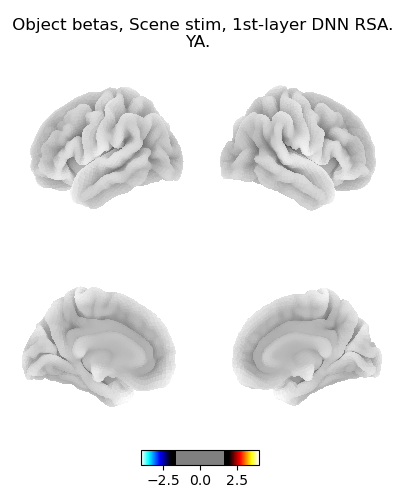 Object betas, Scene stim, 1st-layer DNN RSA.
YA.
−2.5 0.0 2.5